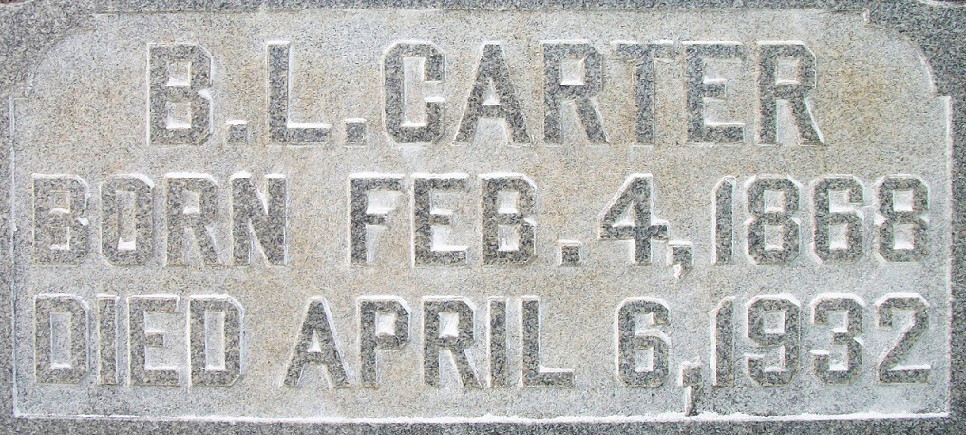 B.L.CARTER
BORN FEB. 4, 1868
DIED APRIL 6, 1932